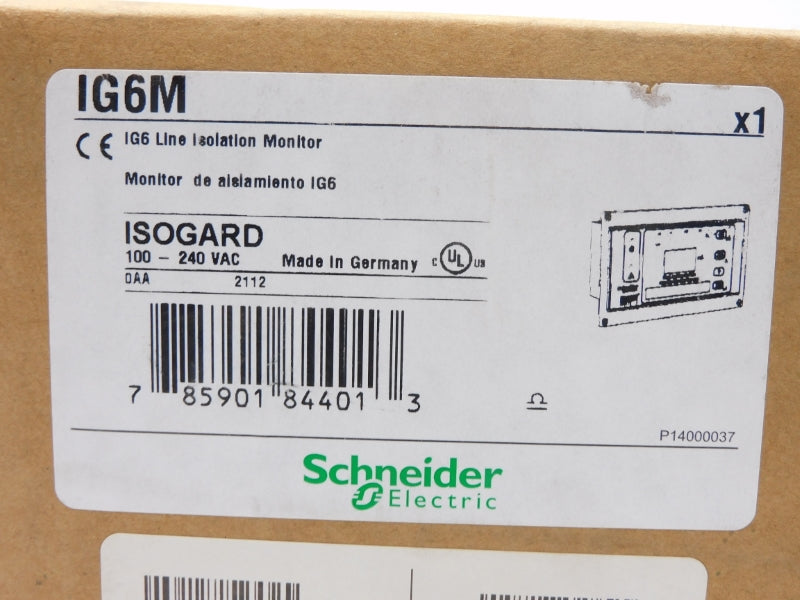 IG6M
x1
CE IG6 Line Isolation Monitor
Monitor de aislamiento IG6
ISOGARD
100 – 240 VAC Made in Germany C UL US
DAA 2112
7 85901 84401 3
P14000037
Schneider
Electric